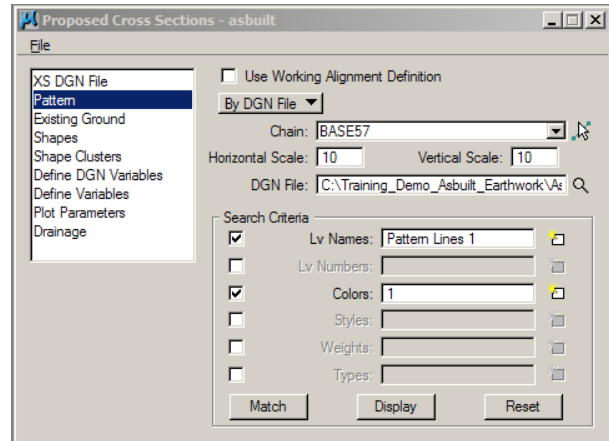 Proposed Cross Sections - asbuilt
File
XS DGN File
Pattern
Existing Ground
Shapes
Shape Clusters
Define DGN Variables
Define Variables
Plot Parameters
Drainage
Use Working Alignment Definition
By DGN File
Chain: BASE57
Horizontal Scale: 10 Vertical Scale: 10
DGN File: C:\Training_Demo_Asbuilt_Earthwork\As
Search Criteria
Lv Names: Pattern Lines 1
Lv Numbers:
Colors: 1
Styles:
Weights:
Types:
Match Display Reset